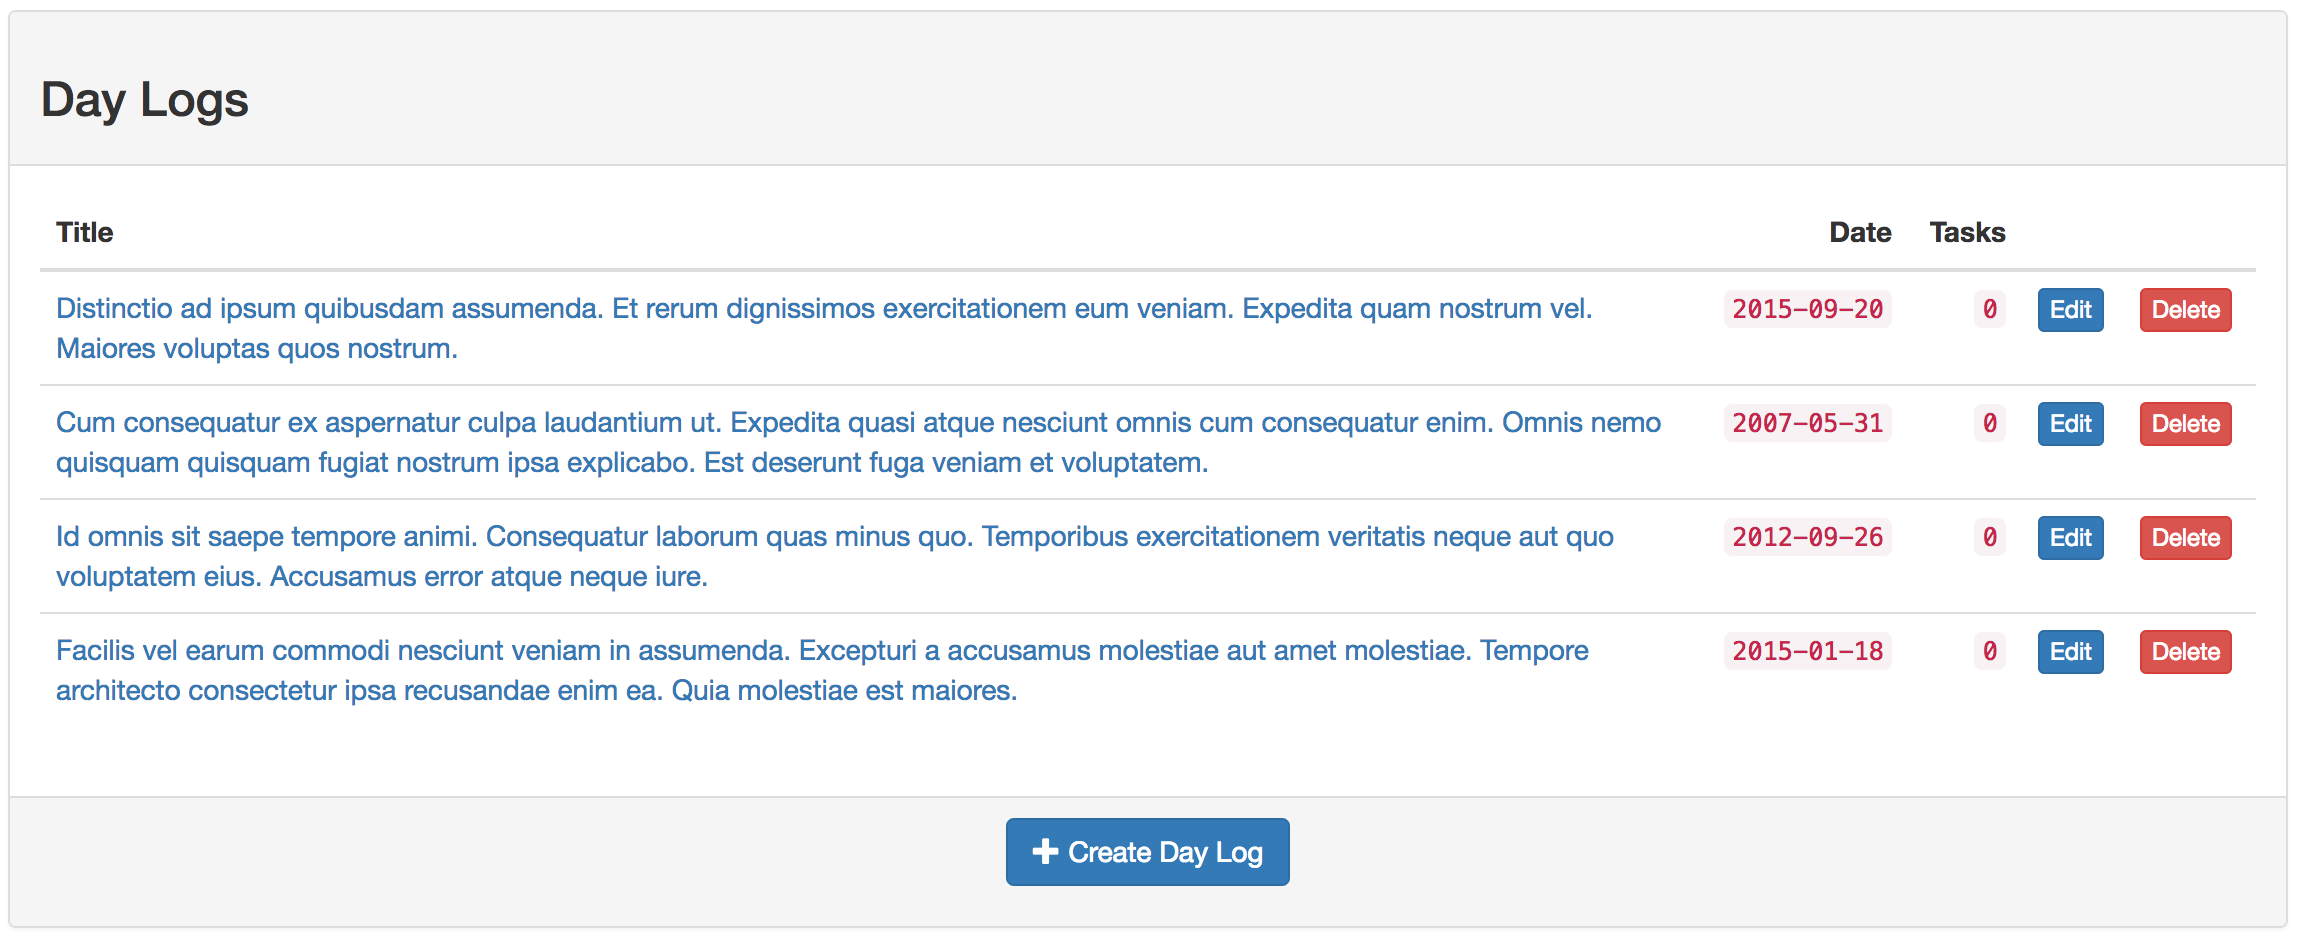 Day Logs
Title Date Tasks
Distinctio ad ipsum quibusdam assumenda. Et rerum dignissimos exercitationem eum veniam. Expedita quam nostrum vel. 2015-09-20 0 Edit Delete
Maiores voluptas quos nostrum.
Cum consequatur ex aspernatur culpa laudantium ut. Expedita quasi atque nesciunt omnis cum consequatur enim. Omnis nemo 2007-05-31 0 Edit Delete
quisquam quisquam fugiat nostrum ipsa explicabo. Est deserunt fuga veniam et voluptatem.
Id omnis sit saepe tempore animi. Consequatur laborum quas minus quo. Temporibus exercitationem veritatis neque aut quo 2012-09-26 0 Edit Delete
voluptatem eius. Accusamus error atque neque iure.
Facilis vel earum commodi nesciunt veniam in assumenda. Excepturi a accusamus molestiae aut amet molestiae. Tempore 2015-01-18 0 Edit Delete
architecto consectetur ipsa recusandae enim ea. Quia molestiae est maiores.
Create Day Log